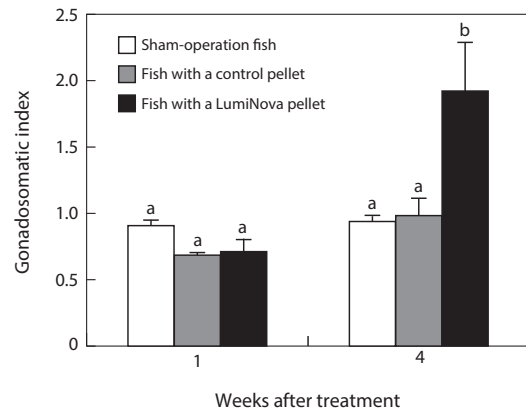 2.5
2.0
1.5
1.0
0.5
0
Gonadosomatic index
Sham-operation fish
Fish with a control pellet
Fish with a LumiNova pellet
a
a
a
a
a
b
1
4
Weeks after treatment